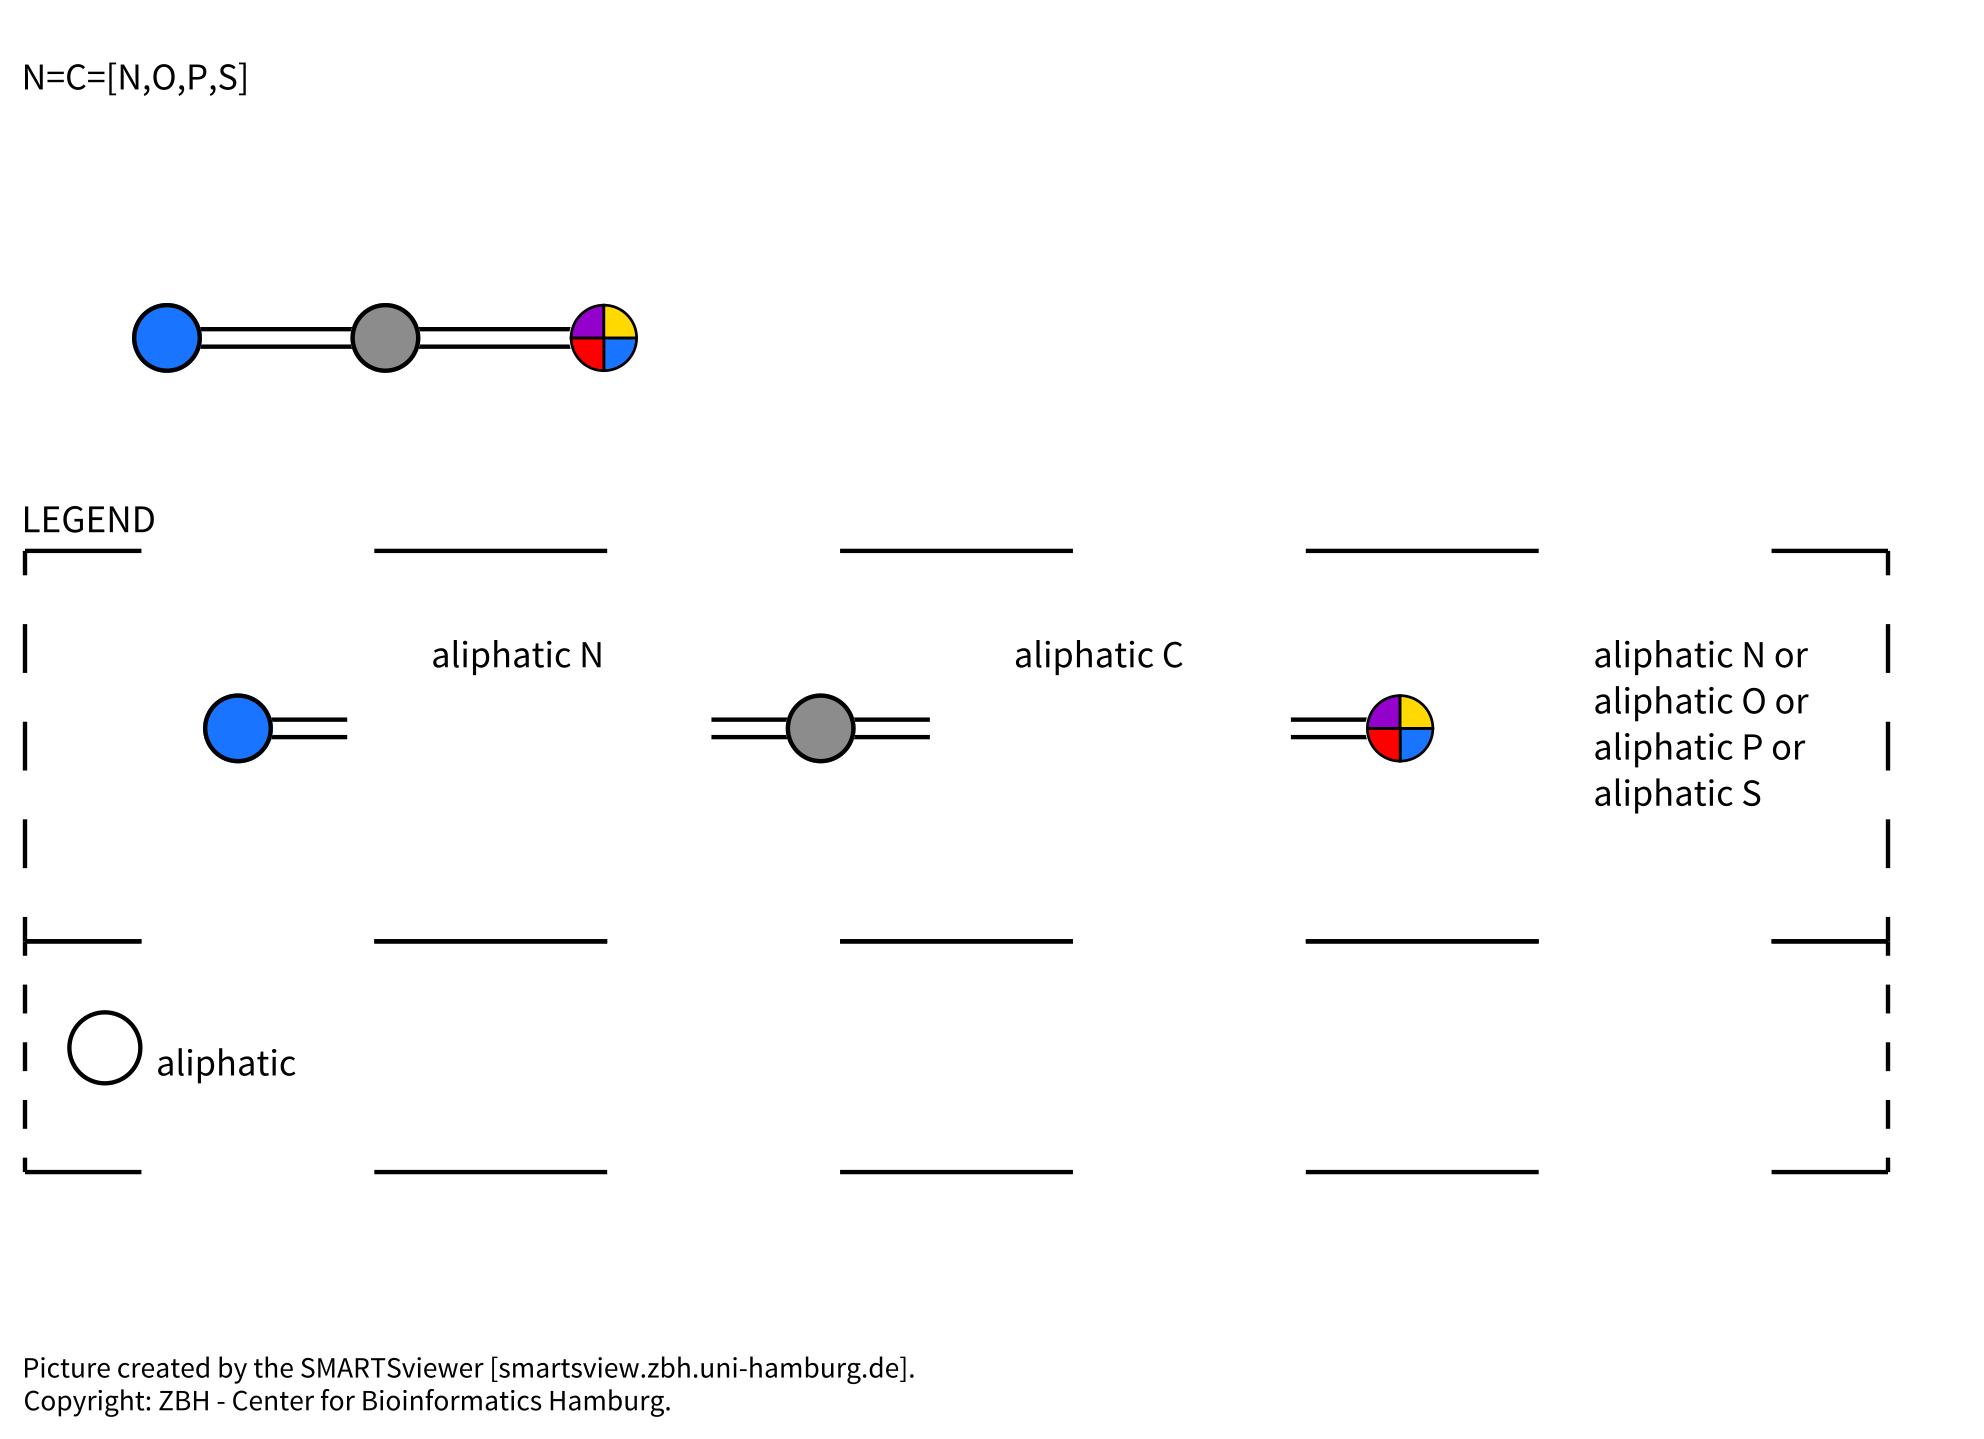 N=C=[N,O,P,S]
LEGEND
aliphatic N
aliphatic C
aliphatic N or
aliphatic O or
aliphatic P or
aliphatic S
aliphatic
Picture created by the SMARTSviewer [smartsview.zbh.uni-hamburg.de].
Copyright: ZBH - Center for Bioinformatics Hamburg.